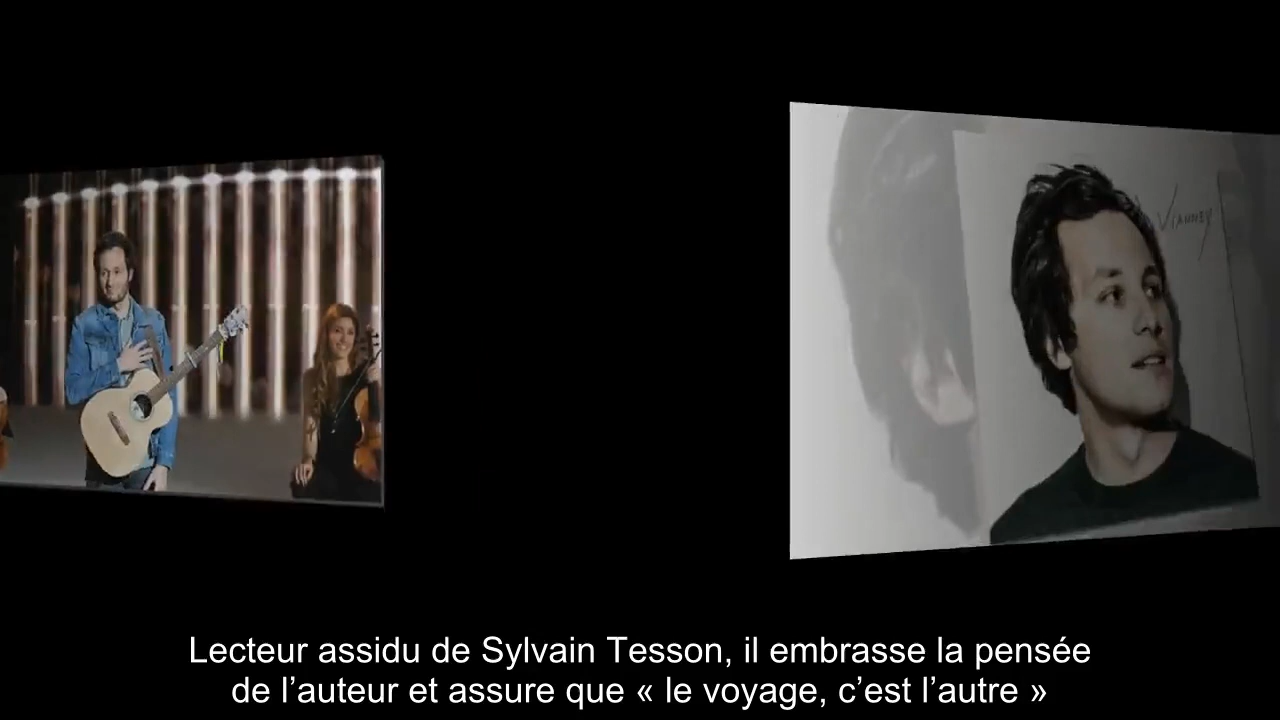 VIANNEY
Lecteur assidu de Sylvain Tesson, il embrasse la pensée
de l’auteur et assure que « le voyage, c’est l’autre »